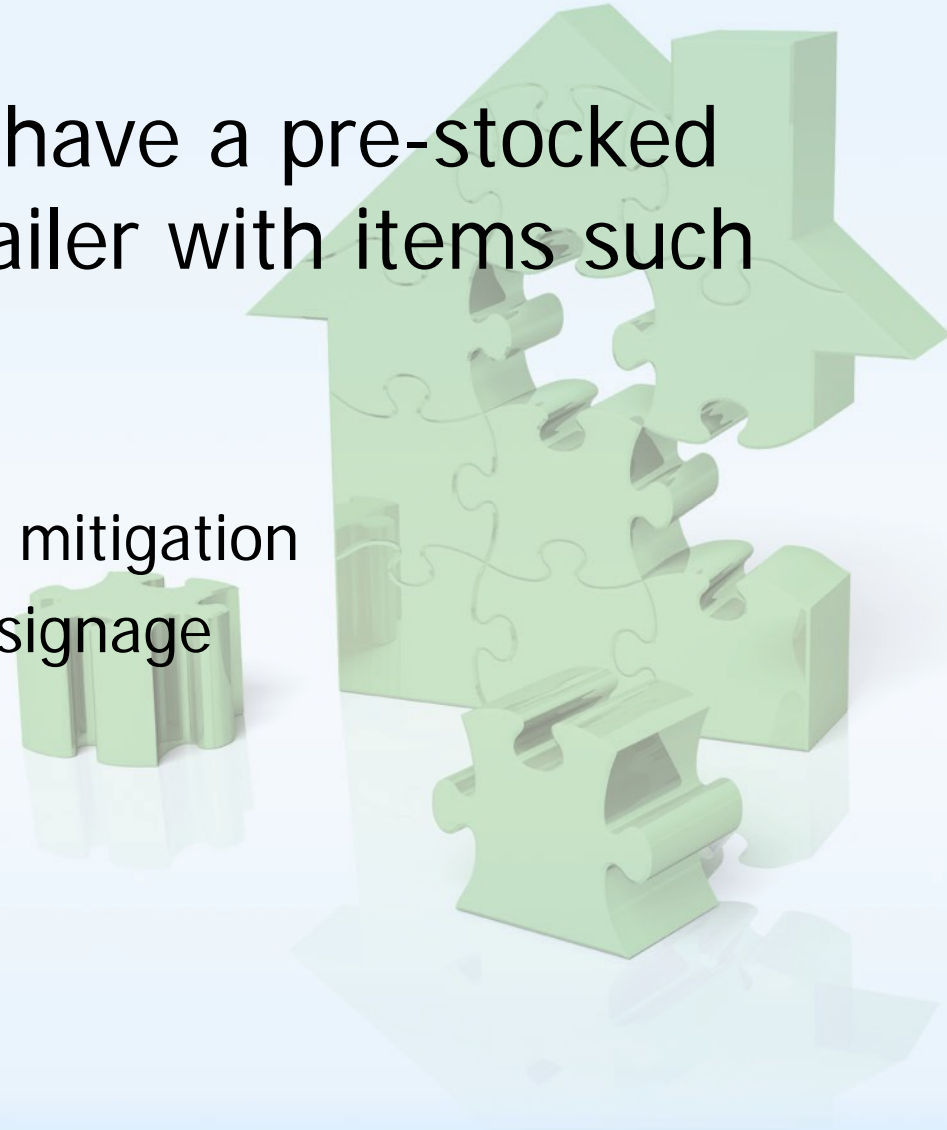 have a pre-stocked
ailer with items such
mitigation
signage